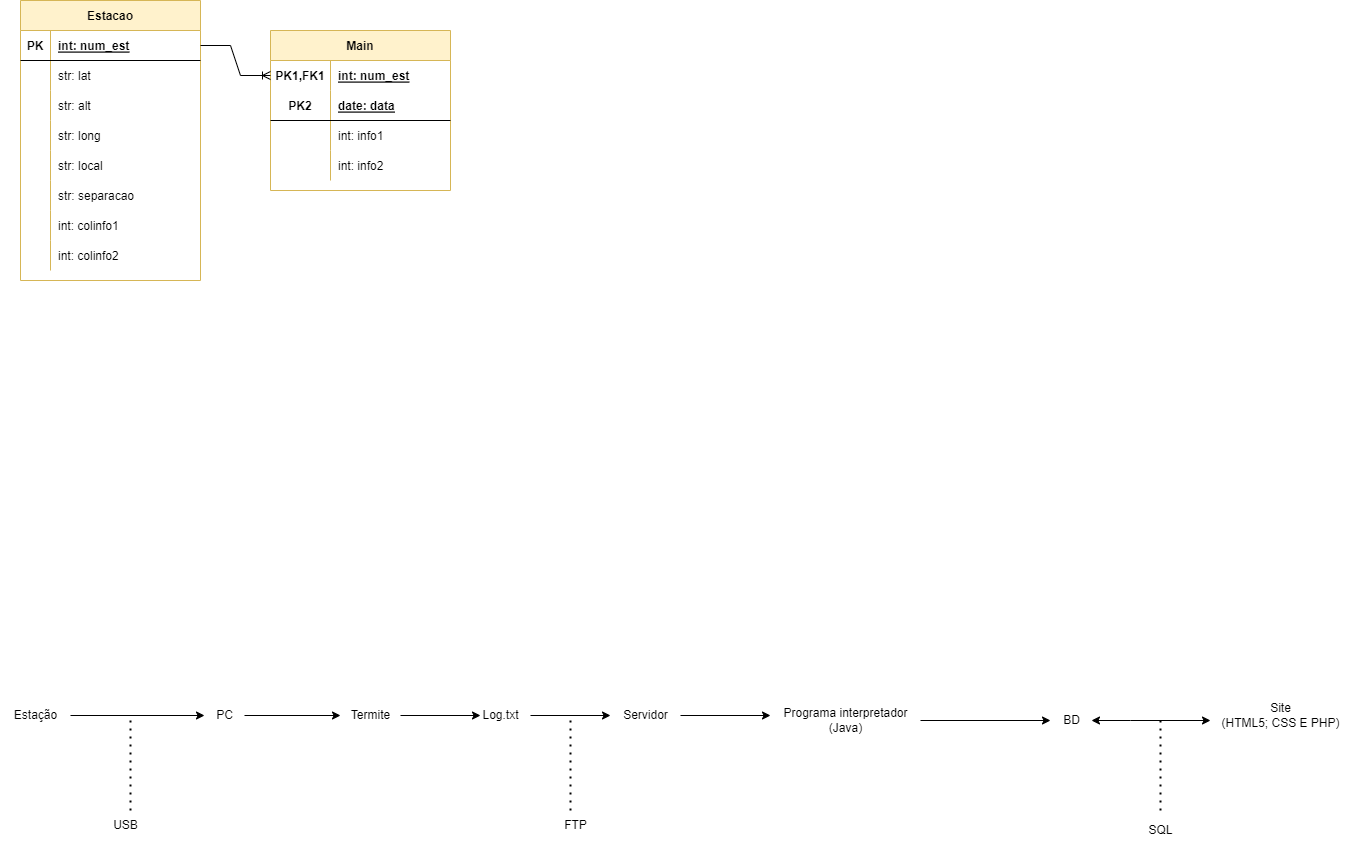 Estacao
PK int: num_est
str: lat
str: alt
str: long
str: local
str: separacao
int: colinfo1
int: colinfo2
Main
PK1,FK1 int: num_est
PK2 date: data
int: info1
int: info2
Estação PC Termite Log.txt Servidor Programa interpretador
(Java)
BD
Site
(HTML5; CSS E PHP)
USB
FTP
SQL